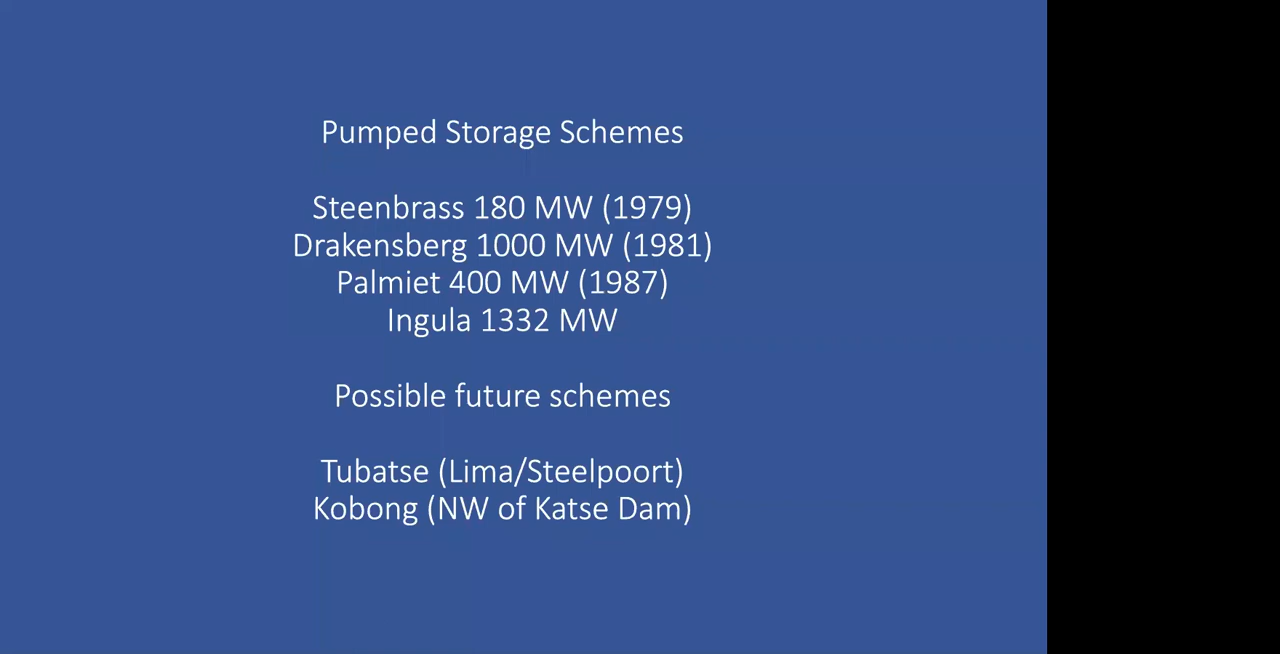 Pumped Storage Schemes
Steenbrass 180 MW (1979)
Drakensberg 1000 MW (1981)
Palmiet 400 MW (1987)
Ingula 1332 MW
Possible future schemes
Tubatse (Lima/Steelpoort)
Kobong (NW of Katse Dam)